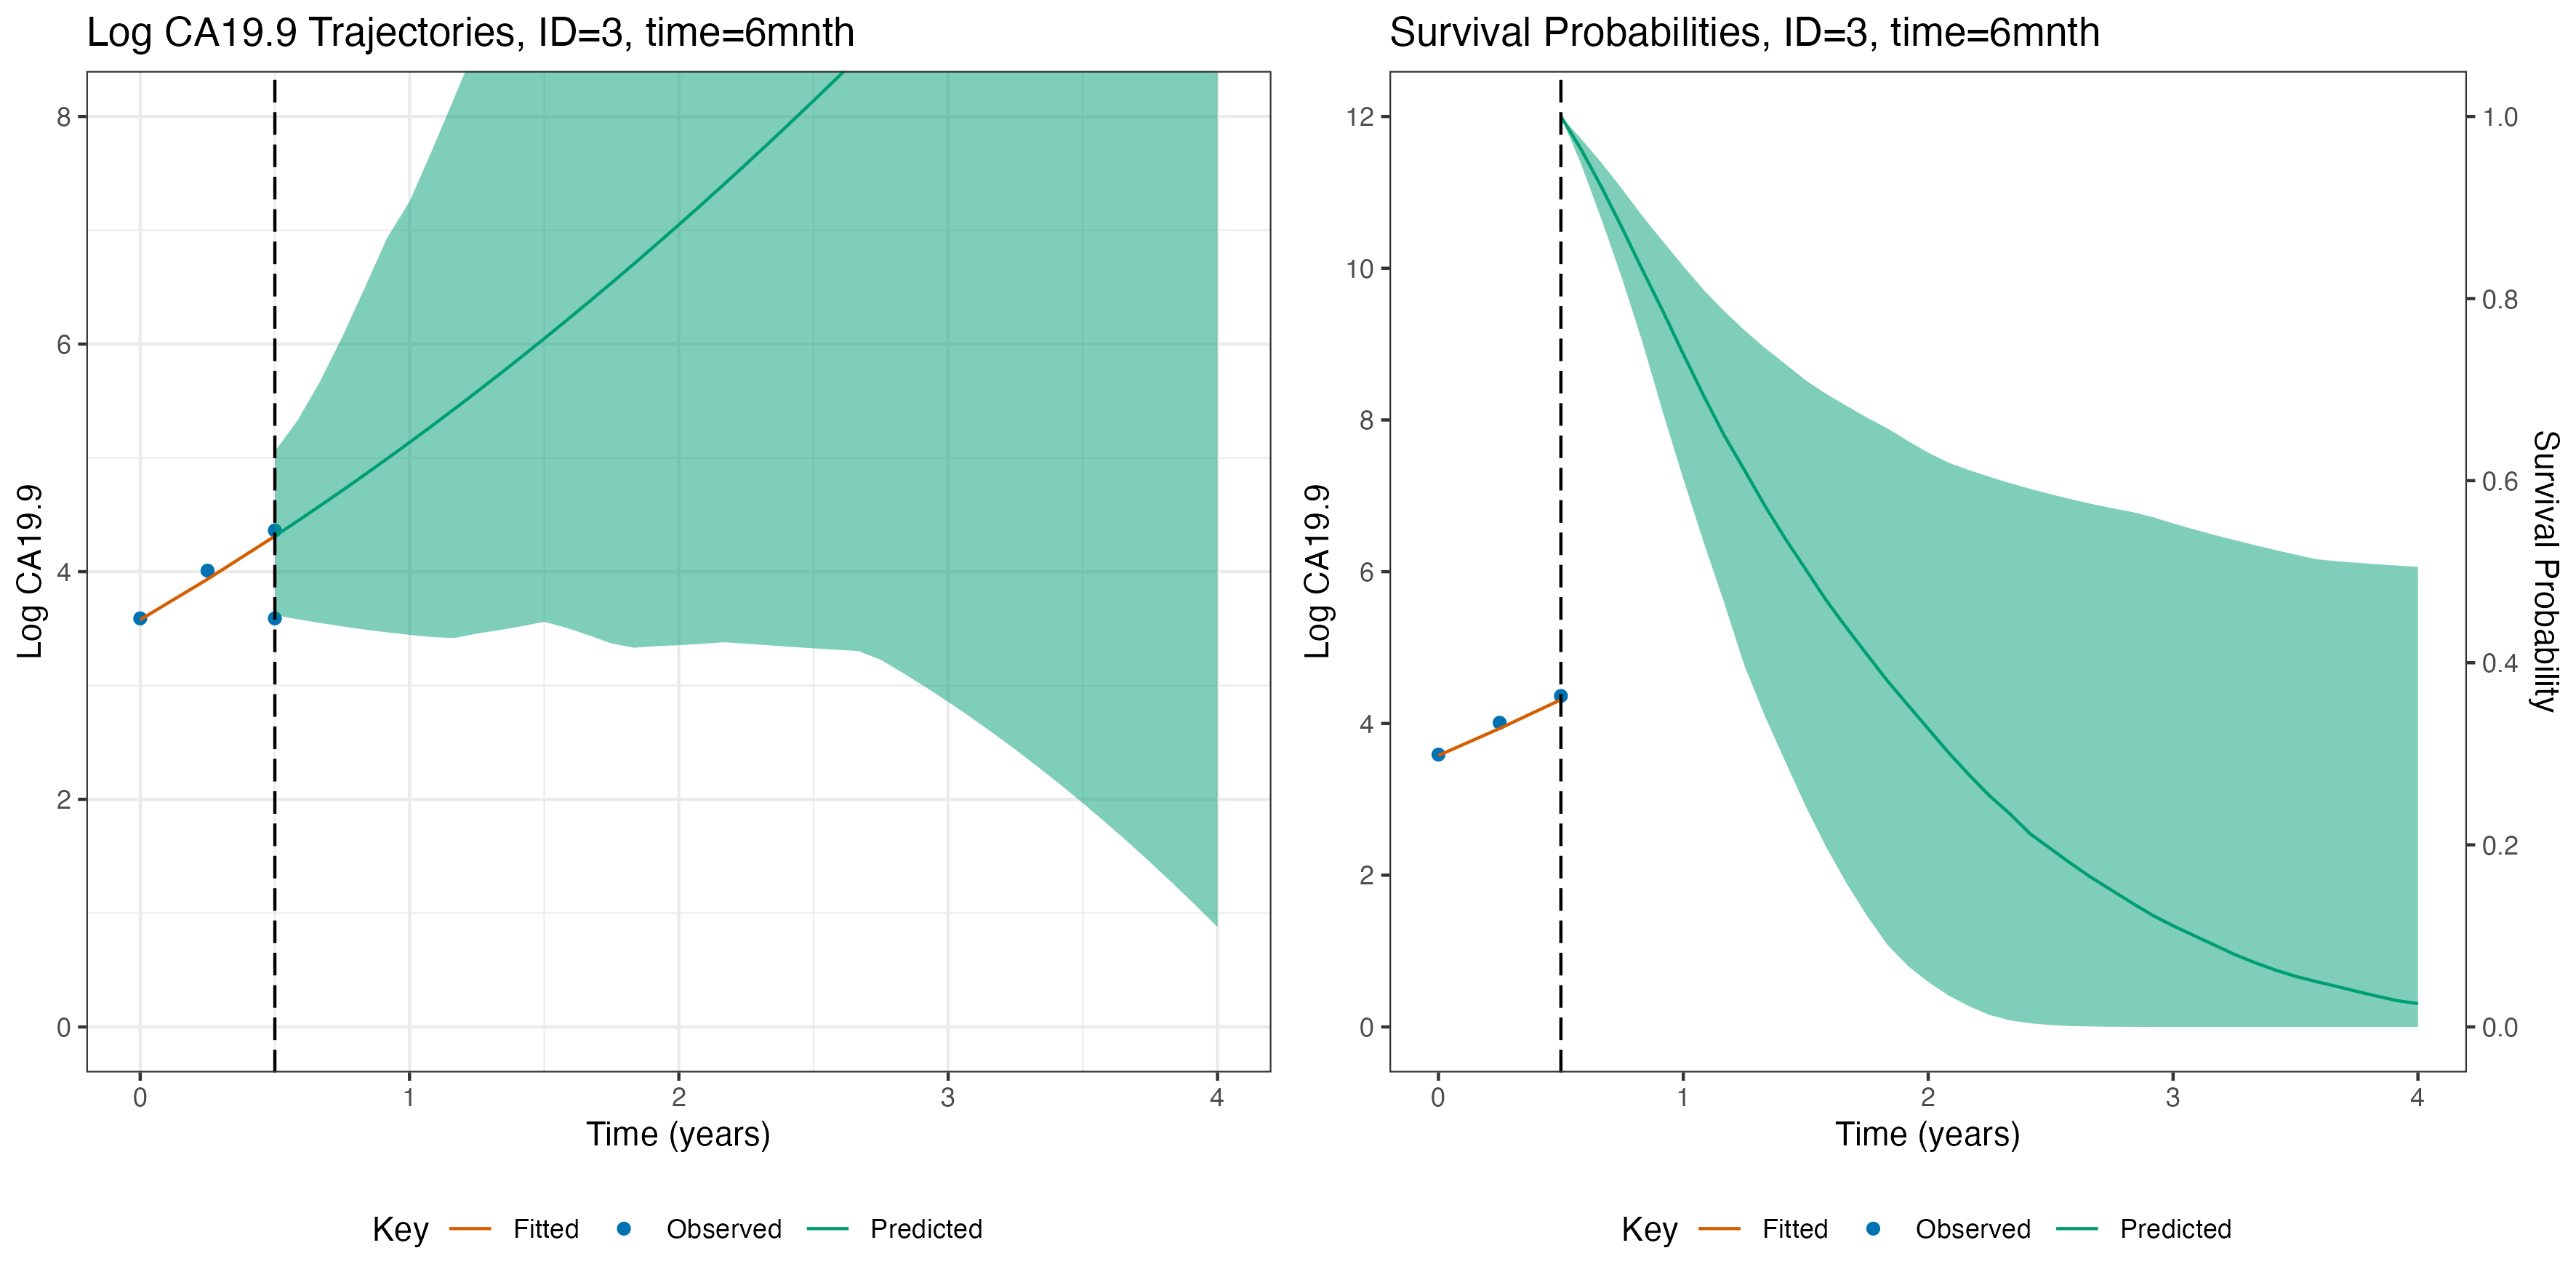 Log CA19.9 Trajectories, ID=3, time=6mnth
8
6
4
2
0
Log CA19.9
0 1 2 3 4
Time (years)
Key Fitted Observed Predicted
Survival Probabilities, ID=3, time=6mnth
12
10
8
6
4
2
0
Log CA19.9
1.0
0.8
0.6
0.4
0.2
0.0
Survival Probability
0 1 2 3 4
Time (years)
Key Fitted Observed Predicted